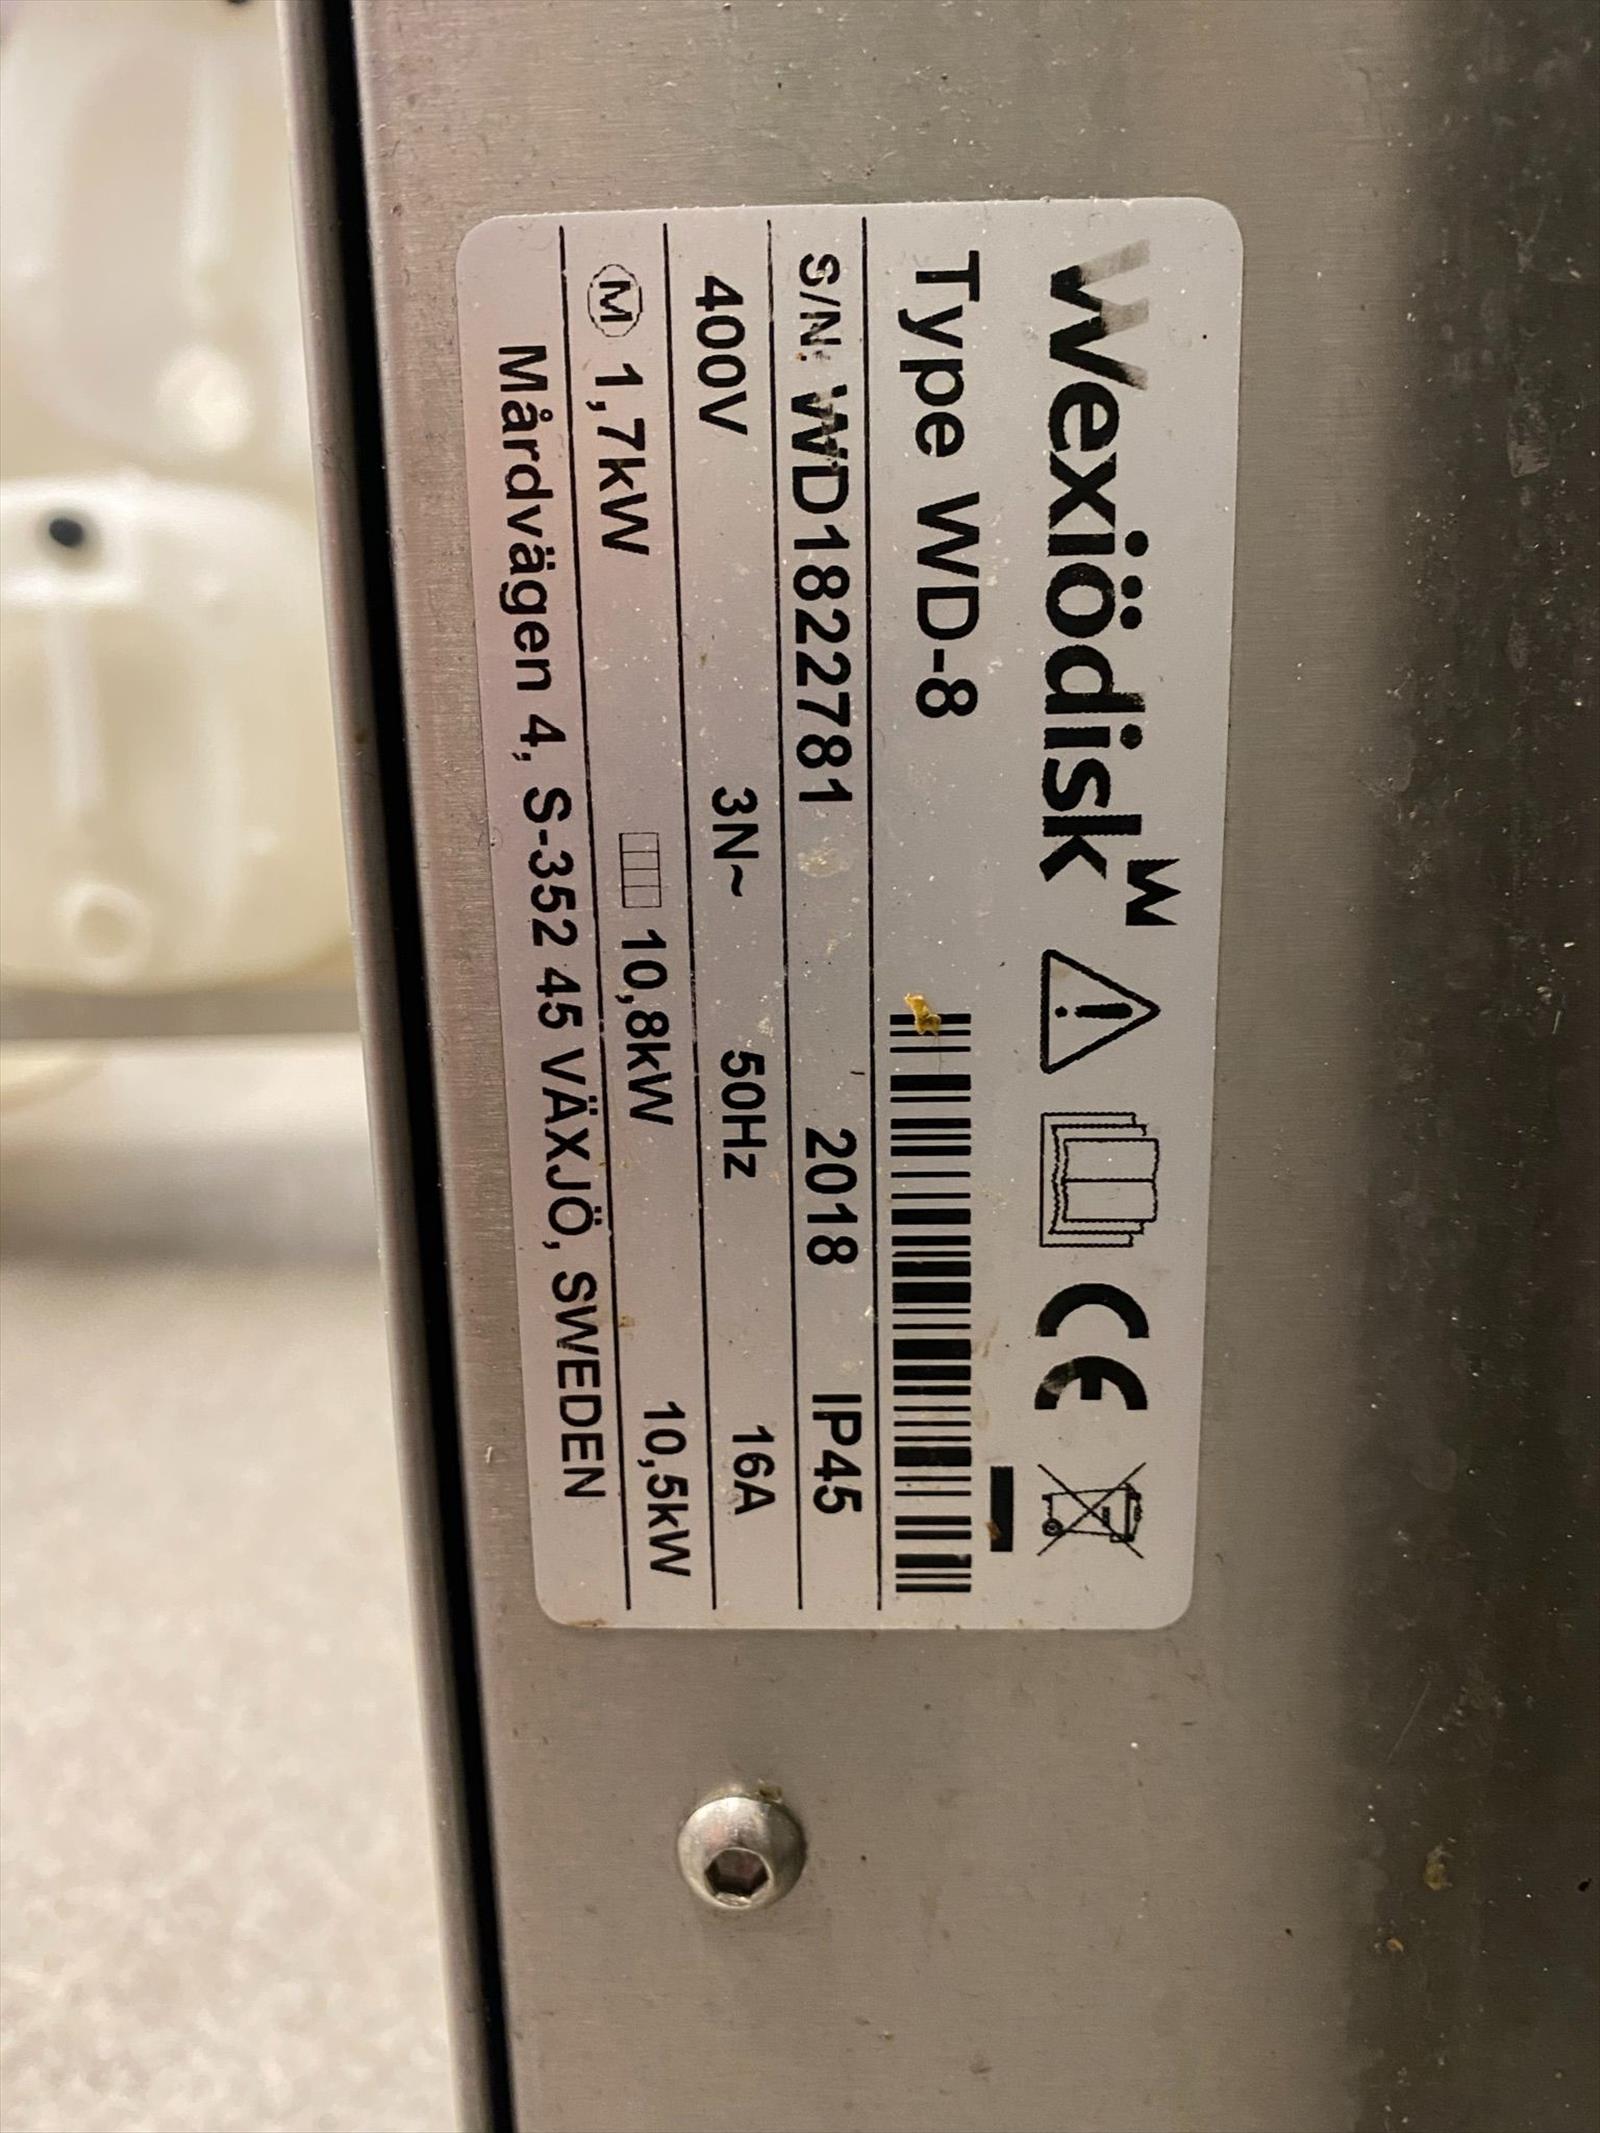 Wexiödisk
Type WD-8
S/N: WD1822781 2018 IP45
400V 3N~ 50Hz 16A
M 1,7kW 10,8kW 10,5kW
Mårdvägen 4, S-352 45 VÄXJÖ, SWEDEN